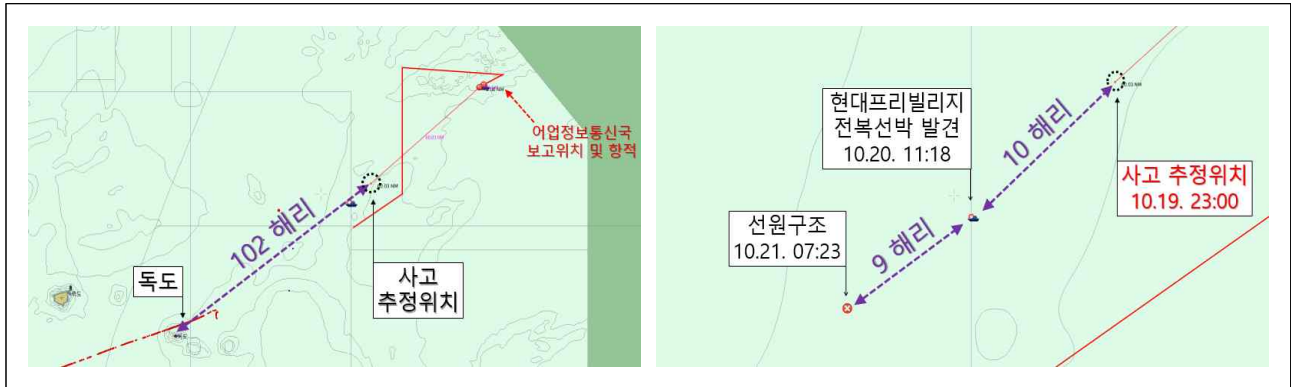 어업정보통신국
보고위치 및 항적
102 해리
독도
사고
추정위치
현대프리빌리지
전복선박 발견
10.20. 11:18
10 해리
사고 추정위치
10.19. 23:00
선원구조
10.21. 07:23
9 해리